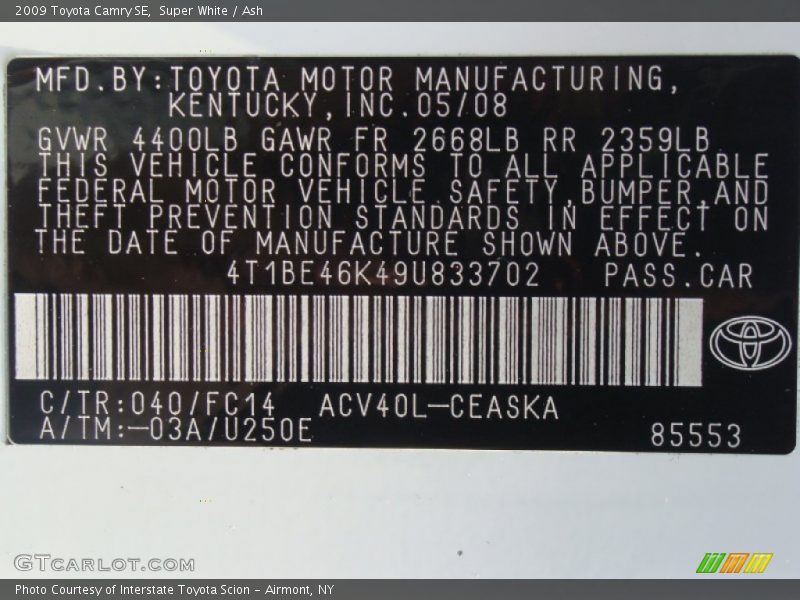 2009 Toyota Camry SE, Super White / Ash
MFD.BY:TOYOTA MOTOR MANUFACTURING,
KENTUCKY,INC.05/08
GVWR 4400LB GAWR FR 2668LB RR 2359LB
THIS VEHICLE CONFORMS TO ALL APPLICABLE
FEDERAL MOTOR VEHICLE SAFETY,BUMPER,AND
THEFT PREVENTION STANDARDS IN EFFECT ON
THE DATE OF MANUFACTURE SHOWN ABOVE.
4T1BE46K49U833702 PASS.CAR
C/TR:040/FC14 ACV40L-CEASKA
A/TM:-03A/U250E 85553
GTCARLOT.COM
Photo Courtesy of Interstate Toyota Scion - Airmont, NY